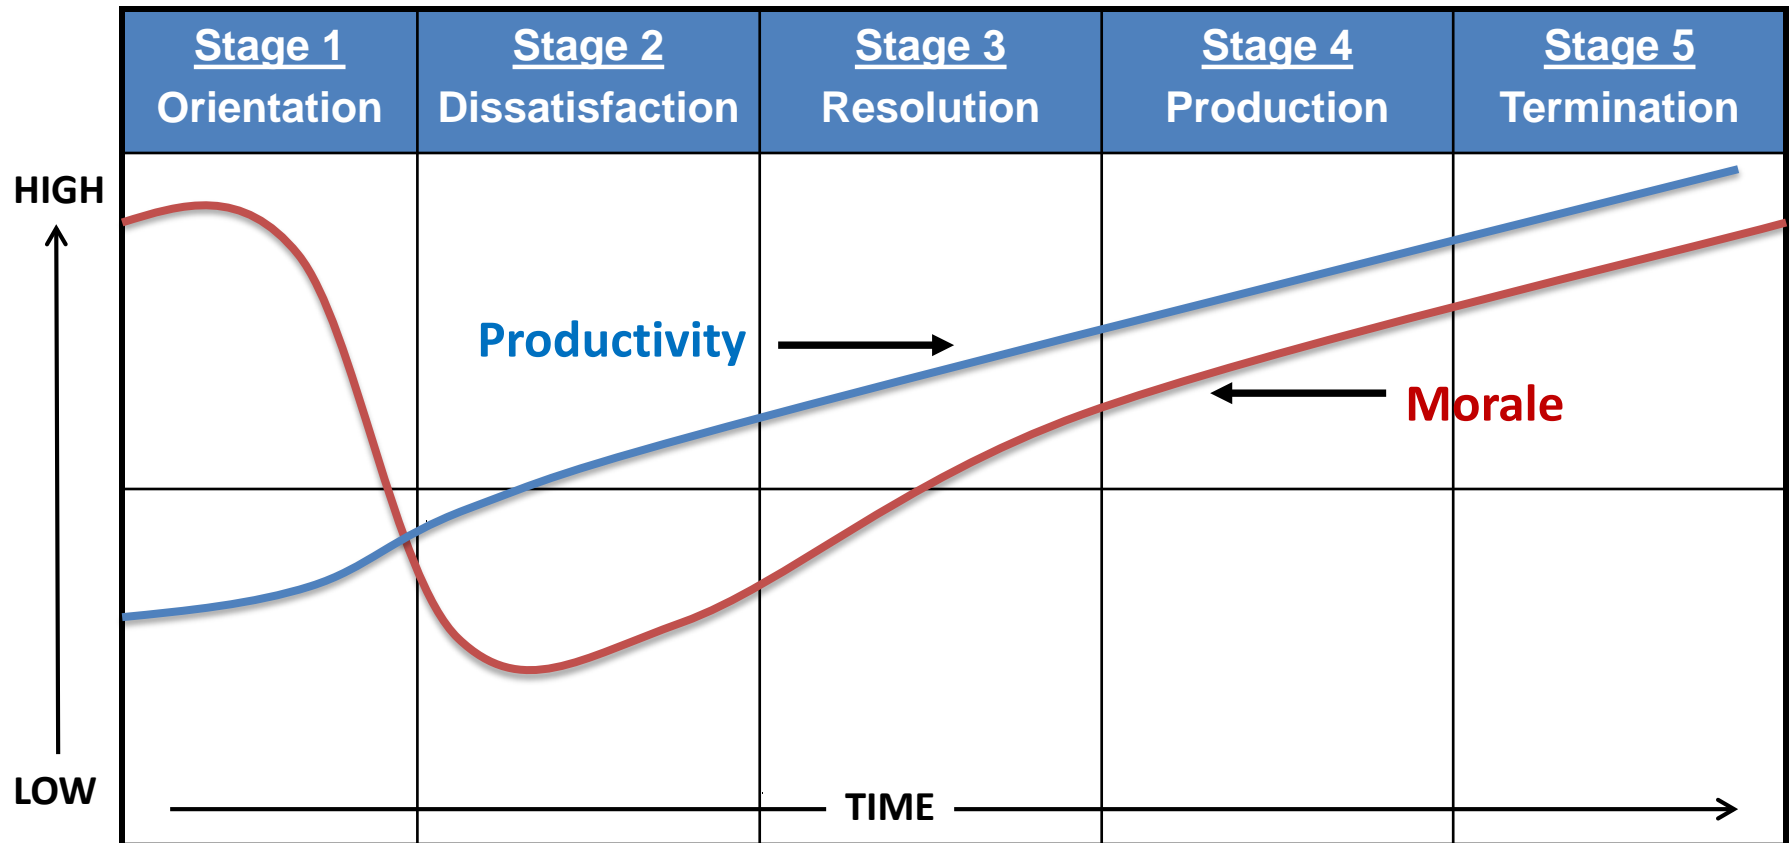 Stage 1
Orientation
Stage 2
Dissatisfaction
Stage 3
Resolution
Stage 4
Production
Stage 5
Termination
HIGH
Productivity
Morale
LOW
TIME